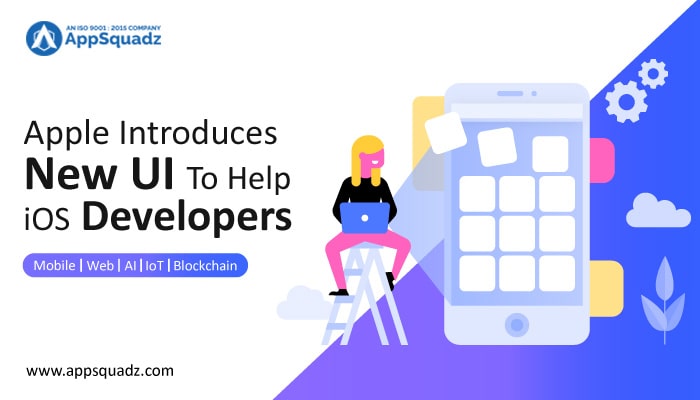 AN ISO 9001 : 2015 COMPANY
AppSquadz
Apple Introduces
New UI To Help
iOS Developers
Mobile | Web | AI | IoT | Blockchain
www.appsquadz.com